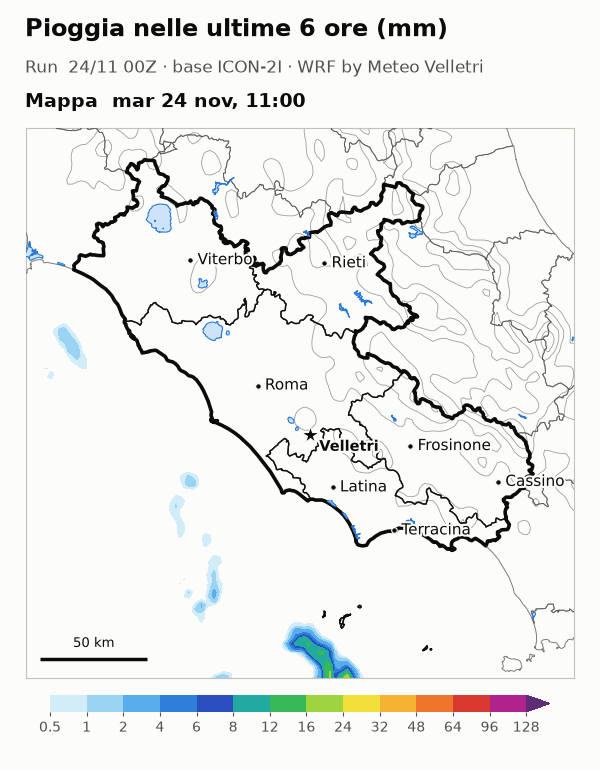 Pioggia nelle ultime 6 ore (mm)
Run 24/11 00Z · base ICON-2I · WRF by Meteo Velletri
Mappa mar 24 nov, 11:00
Viterbo
Rieti
Roma
Velletri
Frosinone
Latina
Cassino
Terracina
50 km
0.5 1 2 4 6 8 12 16 24 32 48 64 96 128